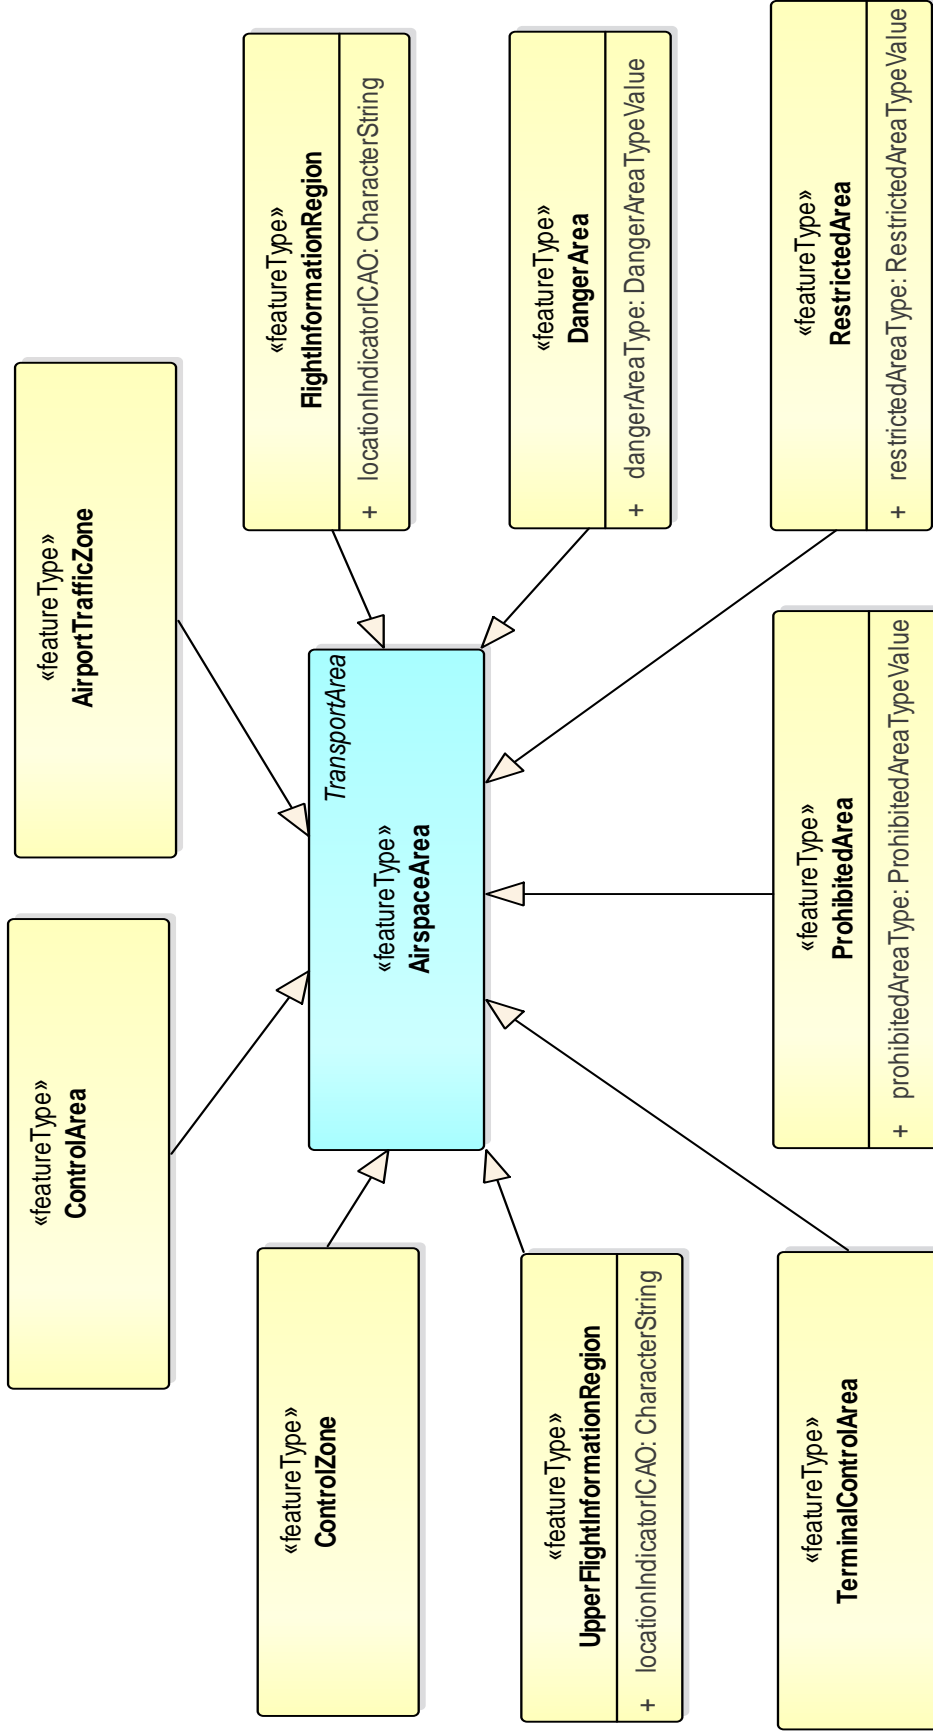 «featureType»
ControlArea
«featureType»
AirportTrafficZone
«featureType»
ControlZone
TransportArea
«featureType»
AirspaceArea
«featureType»
FlightInformationRegion
+ locationIndicatorICAO: CharacterString
«featureType»
UpperFlightInformationRegion
+ locationIndicatorICAO: CharacterString
«featureType»
DangerArea
+ dangerAreaType: DangerAreaTypeValue
«featureType»
TerminalControlArea
«featureType»
ProhibitedArea
+ prohibitedAreaType: ProhibitedAreaTypeValue
«featureType»
RestrictedArea
+ restrictedAreaType: RestrictedAreaTypeValue